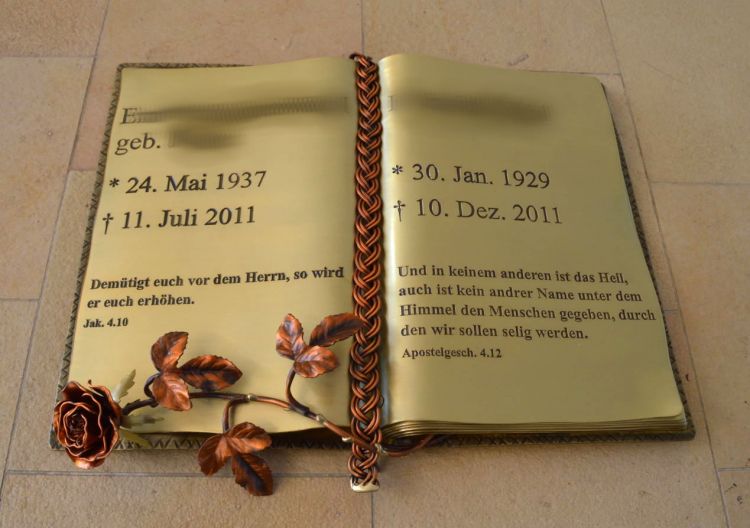 geb.
* 24. Mai 1937
† 11. Juli 2011
Demütigt euch vor dem Herrn, so wird
er euch erhöhen.
Jak. 4.10
* 30. Jan. 1929
† 10. Dez. 2011
Und in keinem anderen ist das Heil,
auch ist kein andrer Name unter dem
Himmel den Menschen gegeben, durch
den wir sollen selig werden.
Apostelgesch. 4.12